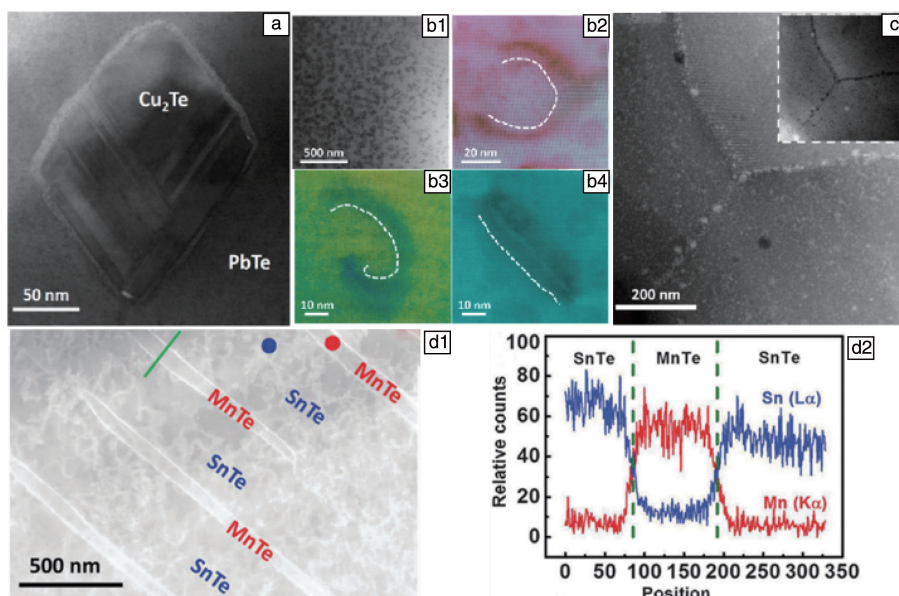 a
Cu₂Te
PbTe
50 nm
b1
500 nm
b2
20 nm
b3
10 nm
b4
10 nm
c
200 nm
d1
MnTe
SnTe
MnTe
SnTe
MnTe
SnTe
500 nm
d2
SnTe MnTe SnTe
Sn (Lα)
Mn (Kα)
Relative counts
100
80
60
40
20
0
0 50 100 150 200 250 300 350
Position